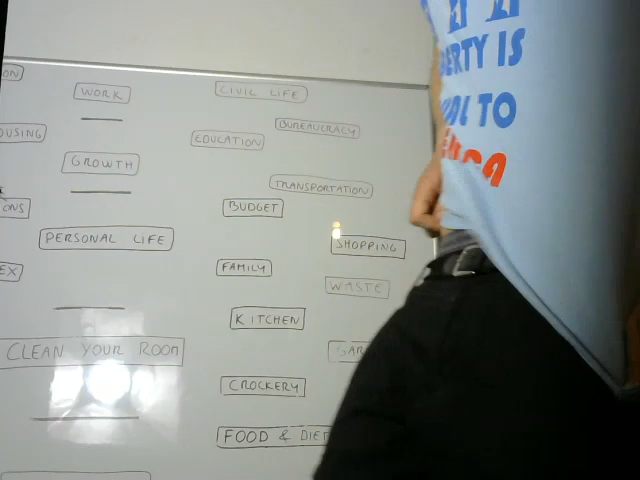 WORK
CIVIL LIFE
BUREAUCRACY
EDUCATION
GROWTH
TRANSPORTATION
BUDGET
PERSONAL LIFE
SHOPPING
FAMILY
WASTE
KITCHEN
CLEAN YOUR ROOM
CROCKERY
FOOD & DIET
IS
TO